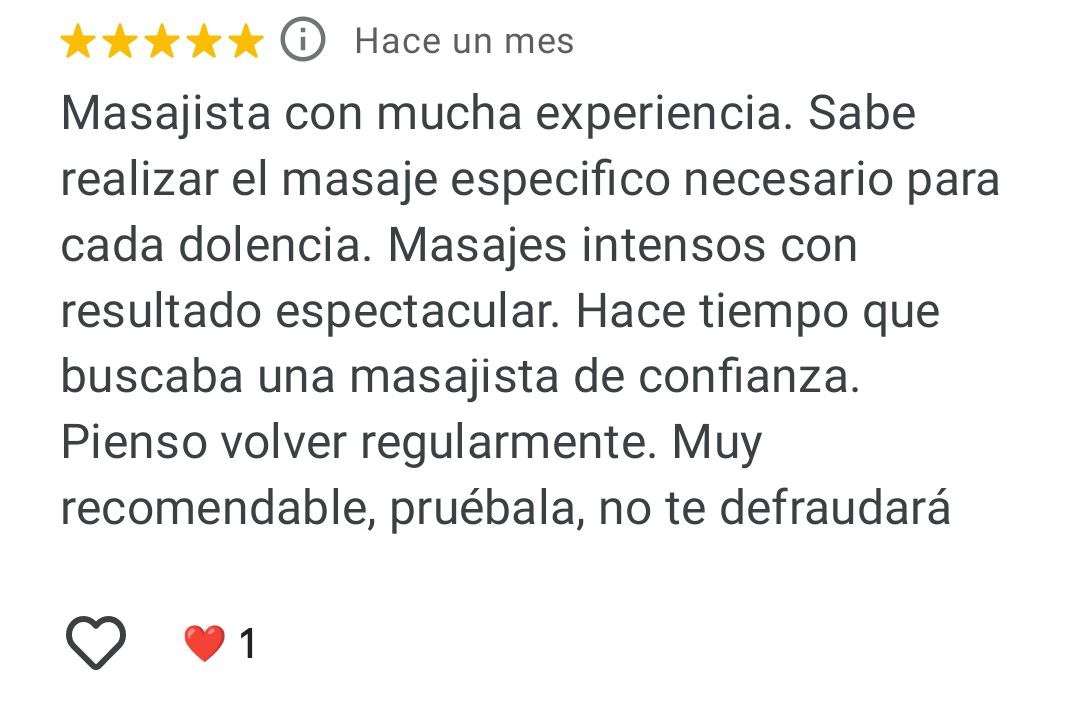 Hace un mes
Masajista con mucha experiencia. Sabe
realizar el masaje especifico necesario para
cada dolencia. Masajes intensos con
resultado espectacular. Hace tiempo que
buscaba una masajista de confianza.
Pienso volver regularmente. Muy
recomendable, pruébala, no te defraudará
1